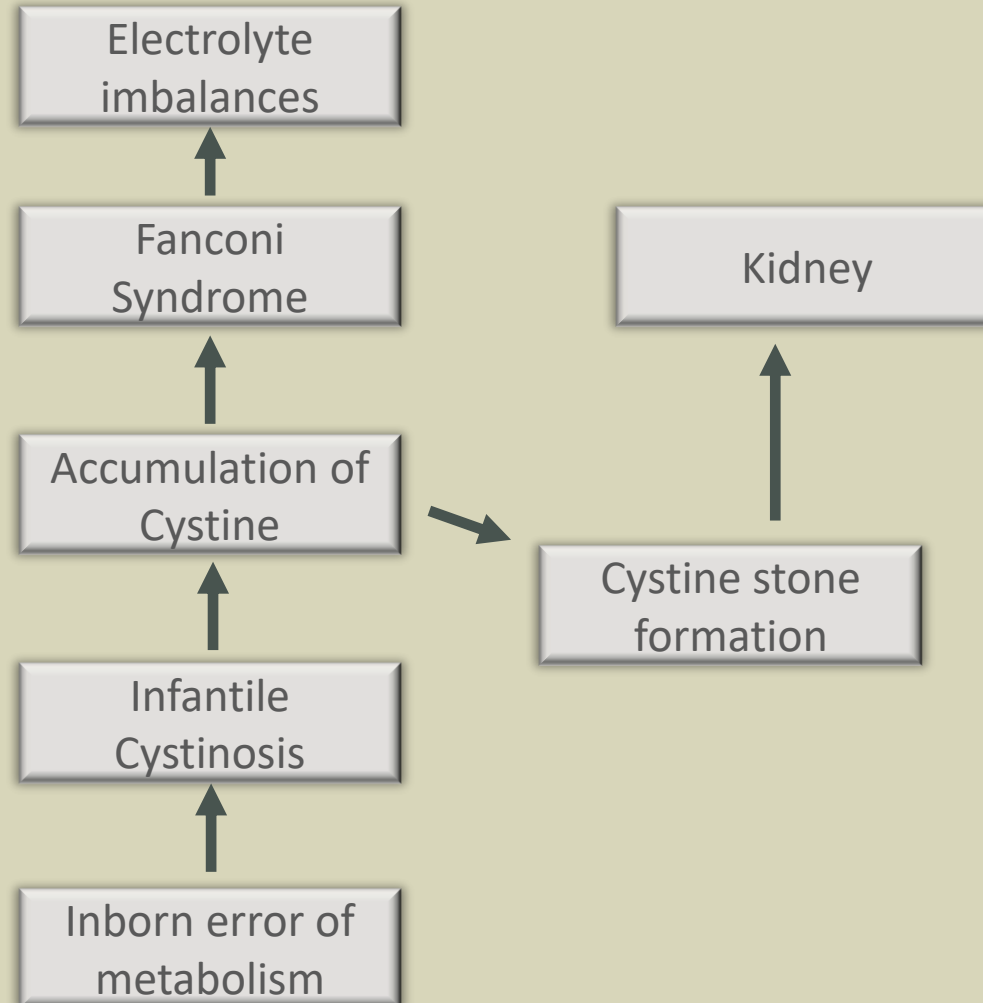 Electrolyte
imbalances
Fanconi
Syndrome
Kidney
Accumulation of
Cystine
Cystine stone
formation
Infantile
Cystinosis
Inborn error of
metabolism